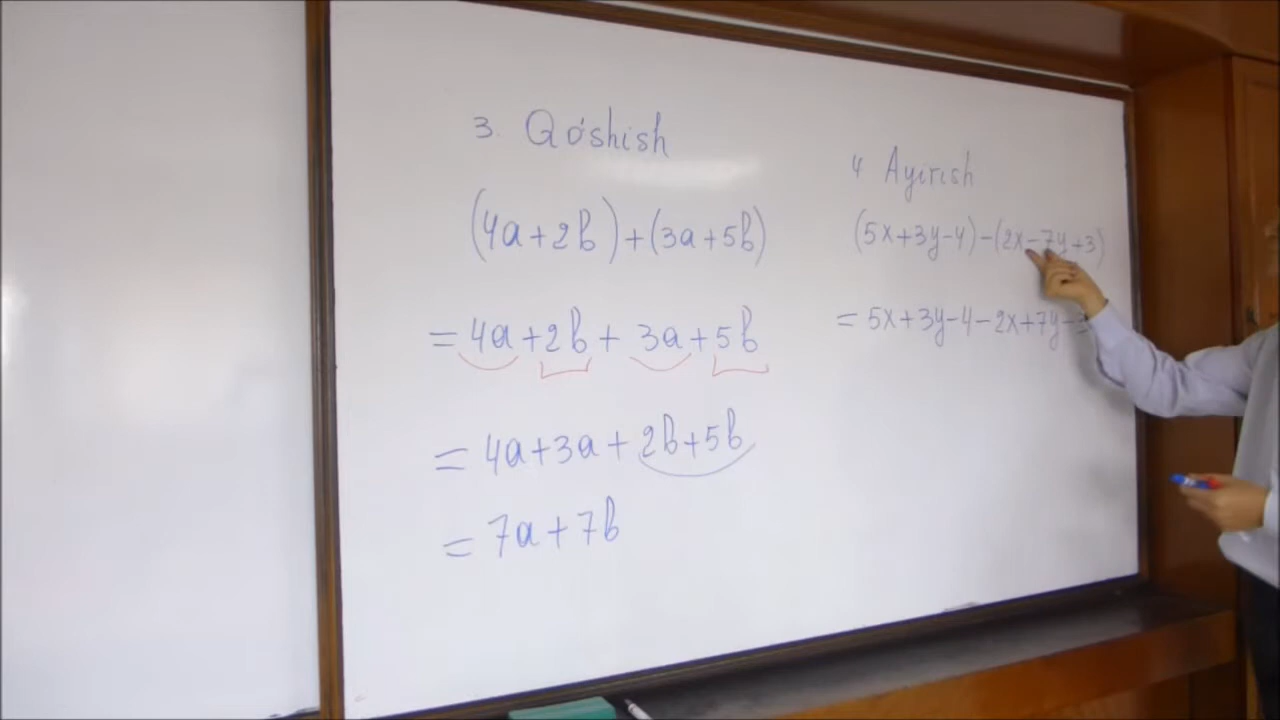 3. Qo'shish
(4a+2b)+(3a+5b)
=4a+2b+3a+5b
=4a+3a+2b+5b
=7a+7b
4 Ayirish
(5x+3y-4)-(2x-7y+3)
=5x+3y-4-2x+7y-3